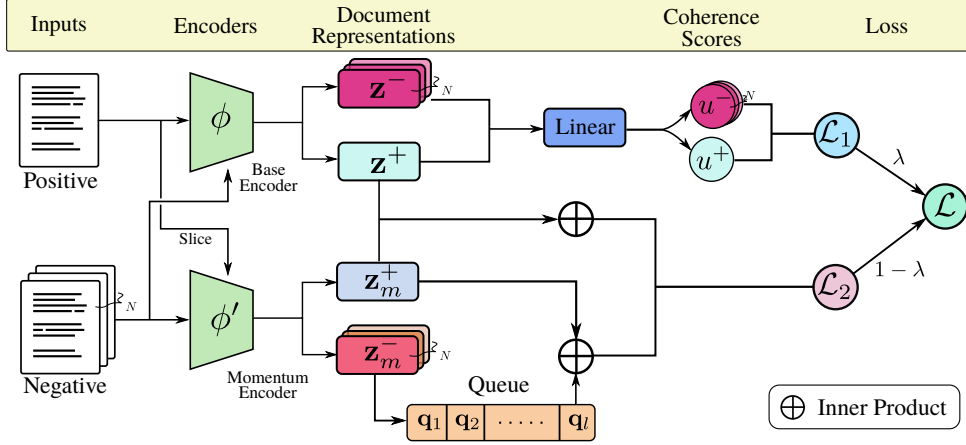 Inputs
Encoders
Document
Representations
Coherence
Scores
Loss
Positive
ϕ
Base
Encoder
z⁻
N
z⁺
Linear
u⁻
N
u⁺
ℒ₁
λ
ℒ
Slice
1 − λ
ℒ₂
Negative
N
ϕ′
Momentum
Encoder
z⁺ₘ
z⁻ₘ
N
Queue
q₁ q₂ ····· qₗ
Inner Product